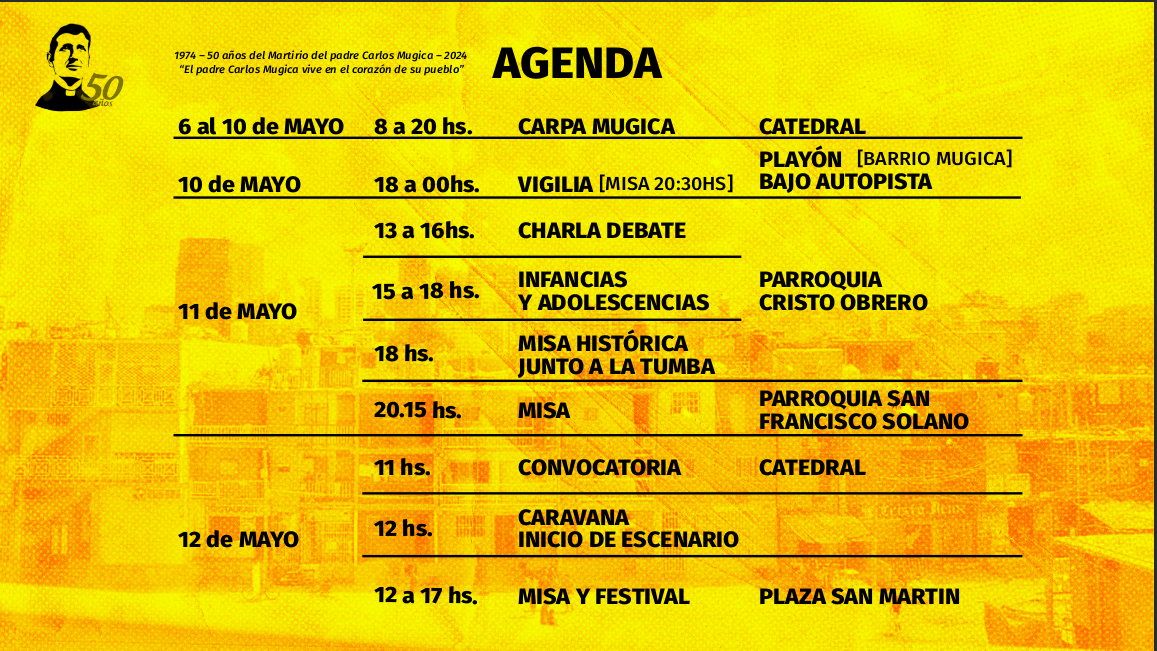 1974 – 50 años del Martirio del padre Carlos Mugica – 2024
“El padre Carlos Mugica vive en el corazón de su pueblo”
50
años
AGENDA
6 al 10 de MAYO 8 a 20 hs. CARPA MUGICA CATEDRAL
10 de MAYO 18 a 00hs. VIGILIA [MISA 20:30HS] PLAYÓN [BARRIO MUGICA]
BAJO AUTOPISTA
11 de MAYO
13 a 16hs. CHARLA DEBATE
15 a 18 hs. INFANCIAS
Y ADOLESCENCIAS
PARROQUIA
CRISTO OBRERO
18 hs. MISA HISTÓRICA
JUNTO A LA TUMBA
20.15 hs. MISA PARROQUIA SAN
FRANCISCO SOLANO
12 de MAYO
11 hs. CONVOCATORIA CATEDRAL
12 hs. CARAVANA
INICIO DE ESCENARIO
12 a 17 hs. MISA Y FESTIVAL PLAZA SAN MARTIN